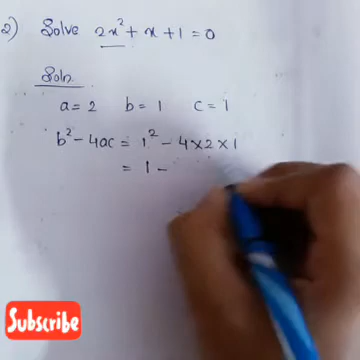 2) Solve 2x² + x + 1 = 0
Soln
a = 2 b = 1 c = 1
b² - 4ac = 1² - 4 × 2 × 1
= 1 -
Subscribe